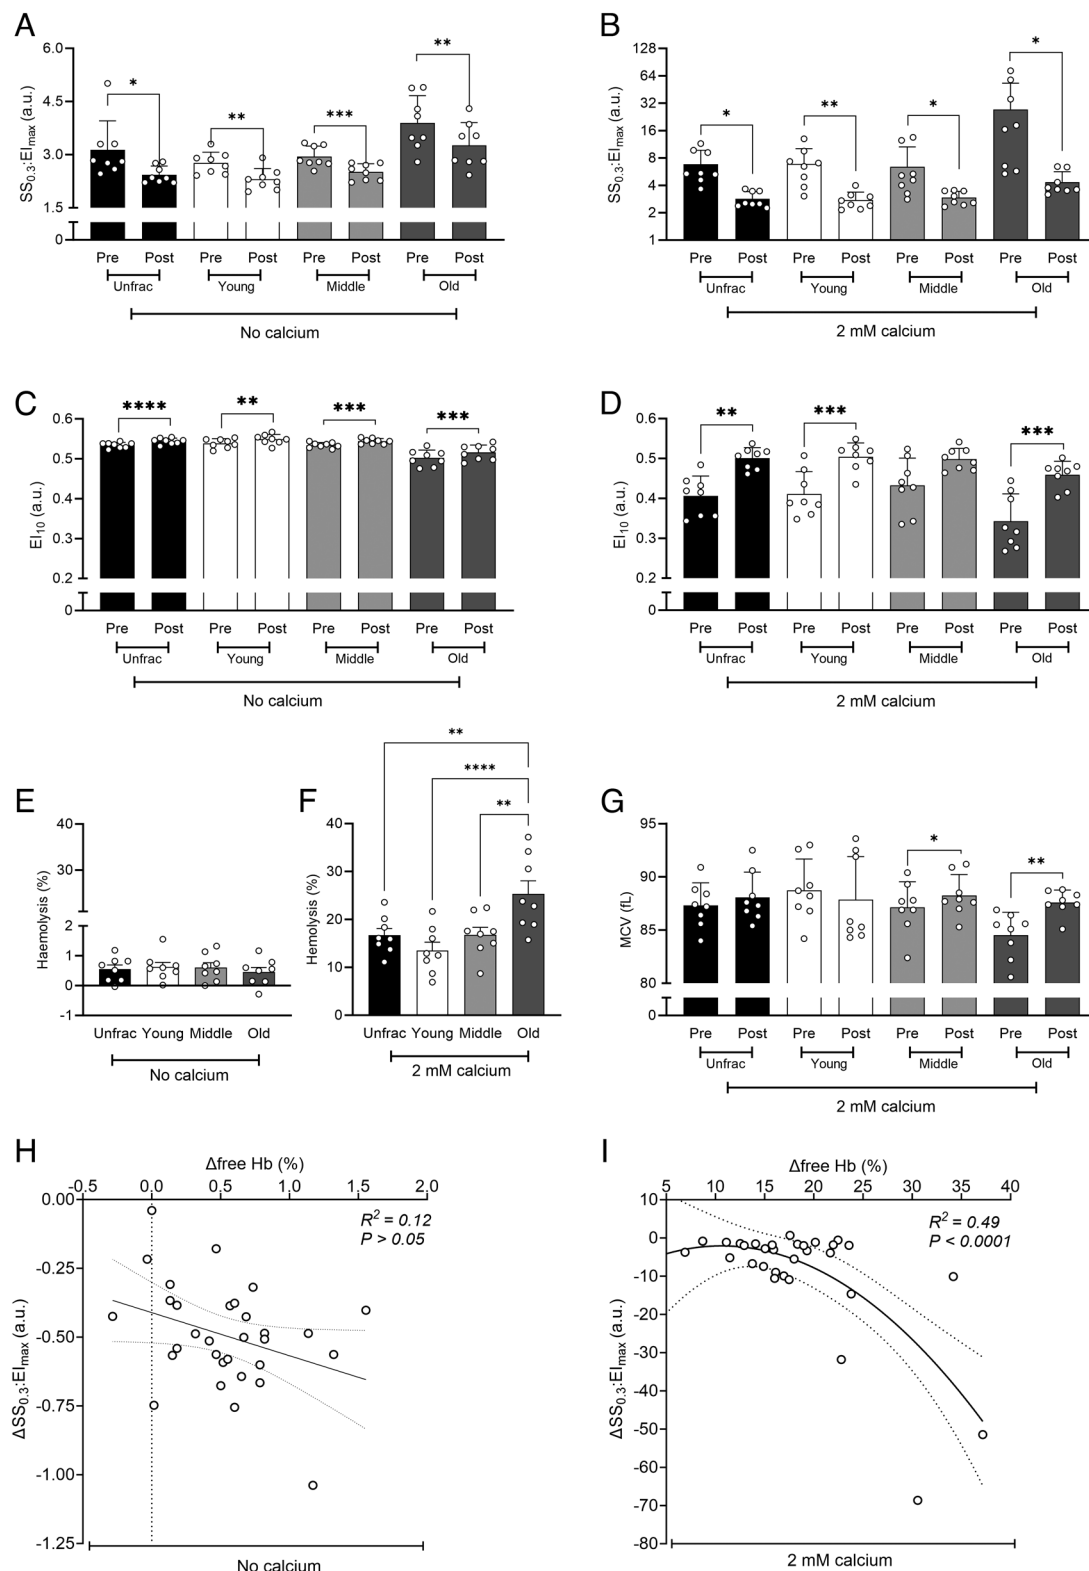 A
SS0.3:EImax (a.u.)
6.0
4.5
3.0
1.5
0
*
**
***
**
Pre Post Pre Post Pre Post Pre Post
Unfrac Young Middle Old
No calcium
B
SS0.3:EImax (a.u.)
128
64
32
16
8
4
2
1
*
**
*
*
Pre Post Pre Post Pre Post Pre Post
Unfrac Young Middle Old
2 mM calcium
C
EI10 (a.u.)
0.6
0.5
0.4
0.3
0.2
0
****
**
***
***
Pre Post Pre Post Pre Post Pre Post
Unfrac Young Middle Old
No calcium
D
EI10 (a.u.)
0.6
0.5
0.4
0.3
0.2
0
**
***
***
Pre Post Pre Post Pre Post Pre Post
Unfrac Young Middle Old
2 mM calcium
E
Haemolysis (%)
40
30
2
1
0
-1
Unfrac Young Middle Old
No calcium
F
Hemolysis (%)
40
30
20
10
0
**
****
**
Unfrac Young Middle Old
2 mM calcium
G
MCV (fL)
95
90
85
80
0
*
**
Pre Post Pre Post Pre Post Pre Post
Unfrac Young Middle Old
2 mM calcium
H
Δfree Hb (%)
-0.5 0.0 0.5 1.0 1.5 2.0
ΔSS0.3:EImax (a.u.)
0.00
-0.25
-0.50
-0.75
-1.00
-1.25
R² = 0.12
P > 0.05
No calcium
I
Δfree Hb (%)
5 10 15 20 25 30 35 40
ΔSS0.3:EImax (a.u.)
10
0
-10
-20
-30
-40
-50
-60
-70
-80
R² = 0.49
P < 0.0001
2 mM calcium